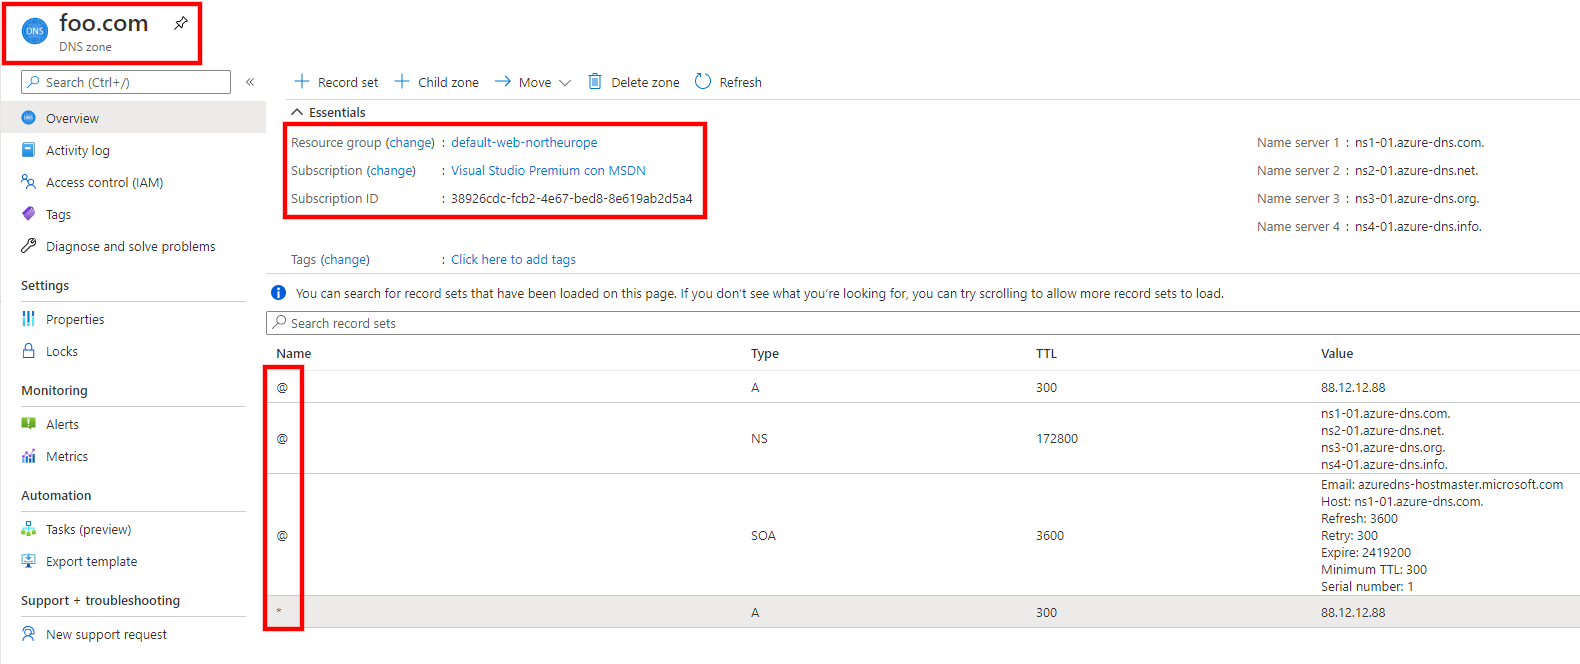 DNS
foo.com
DNS zone
Search (Ctrl+/)
«
Record set
Child zone
Move
Delete zone
Refresh
Overview
Activity log
Access control (IAM)
Tags
Diagnose and solve problems
Settings
Properties
Locks
Monitoring
Alerts
Metrics
Automation
Tasks (preview)
Export template
Support + troubleshooting
New support request
Essentials
Resource group (change) : default-web-northeurope
Subscription (change) : Visual Studio Premium con MSDN
Subscription ID : 38926cdc-fcb2-4e67-bed8-8e619ab2d5a4
Name server 1 : ns1-01.azure-dns.com.
Name server 2 : ns2-01.azure-dns.net.
Name server 3 : ns3-01.azure-dns.org.
Name server 4 : ns4-01.azure-dns.info.
Tags (change) : Click here to add tags
You can search for record sets that have been loaded on this page. If you don't see what you're looking for, you can try scrolling to allow more record sets to load.
Search record sets
Name Type TTL Value
@ A 300 88.12.12.88
@ NS 172800 ns1-01.azure-dns.com.
ns2-01.azure-dns.net.
ns3-01.azure-dns.org.
ns4-01.azure-dns.info.
@ SOA 3600 Email: azuredns-hostmaster.microsoft.com
Host: ns1-01.azure-dns.com.
Refresh: 3600
Retry: 300
Expire: 2419200
Minimum TTL: 300
Serial number: 1
* A 300 88.12.12.88